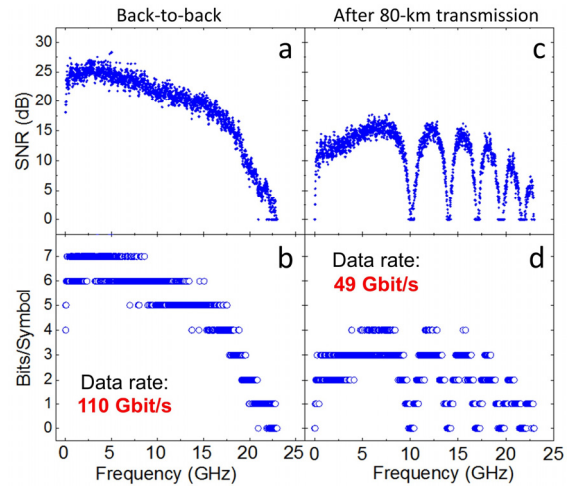 Back-to-back
After 80-km transmission
a
c
SNR (dB)
30
25
20
15
10
5
0
b
d
Bits/Symbol
7
6
5
4
3
2
1
0
Data rate:
110 Gbit/s
Data rate:
49 Gbit/s
0 5 10 15 20 25
0 5 10 15 20 25
Frequency (GHz)
Frequency (GHz)